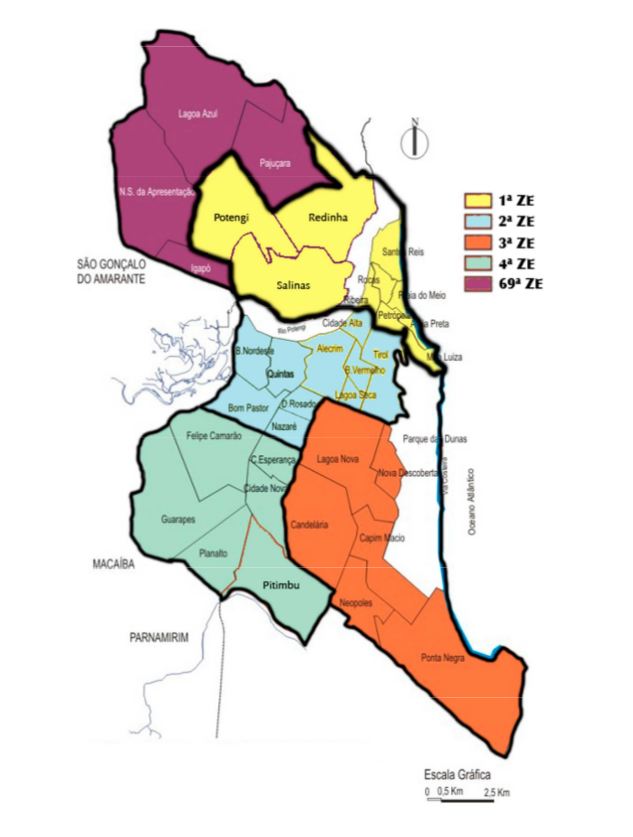 Lagoa Azul
N
Pajuçara
N.S. da Apresentação
1ª ZE
2ª ZE
3ª ZE
4ª ZE
69ª ZE
Potengi
Redinha
SÃO GONÇALO
DO AMARANTE
Igapó
Salinas
Santos Reis
Rocas
Ribeira
Praia do Meio
Petrópolis
Areia Preta
Rio Potengi
Cidade Alta
Mãe Luiza
B.Nordeste
Alecrim
Tirol
Quintas
B.Vermelho
Lagoa Seca
Bom Pastor
D.Rosado
Nazaré
Felipe Camarão
Parque das Dunas
C.Esperança
Lagoa Nova
Nova Descoberta
Via Costeira
Oceano Atlântico
Cidade Nova
Guarapes
Candelária
Capim Macio
Planalto
MACAÍBA
Pitimbu
Neopoles
PARNAMIRIM
Ponta Negra
Escala Gráfica
0 0,5 Km 2,5 Km